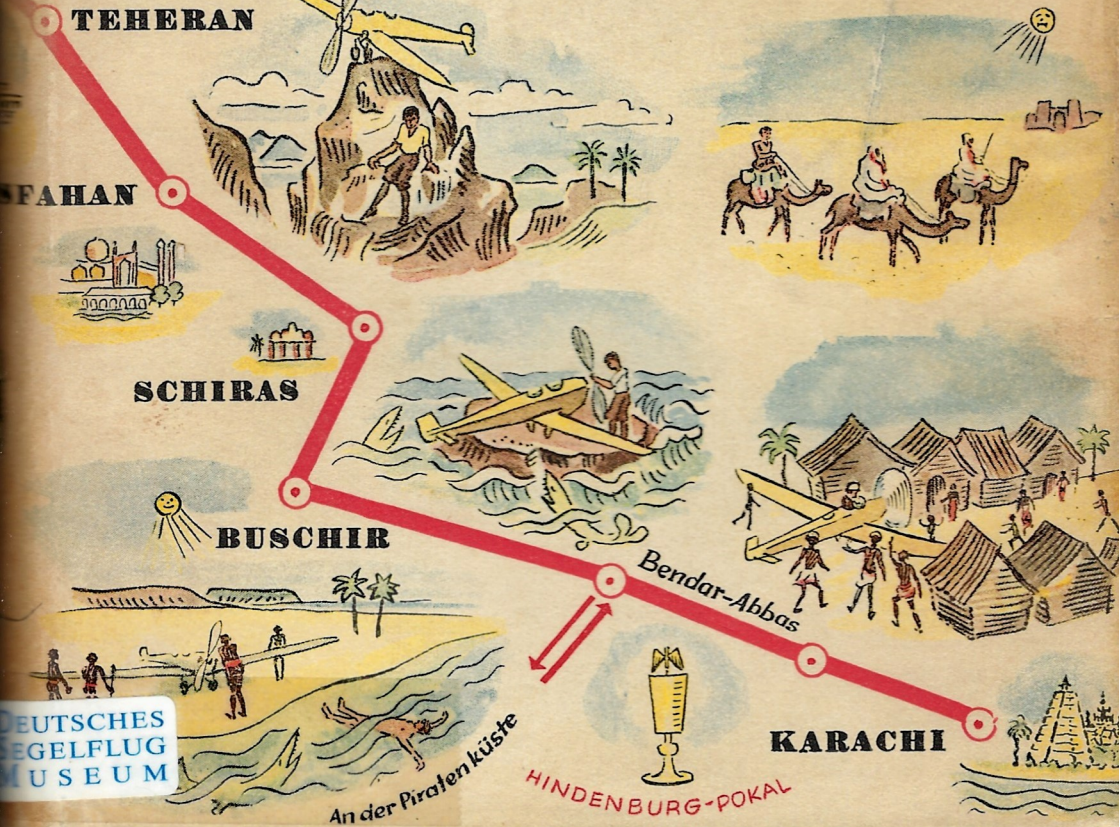 TEHERAN
SFAHAN
SCHIRAS
BUSCHIR
Bendar-Abbas
KARACHI
An der Piratenküste
HINDENBURG-POKAL
DEUTSCHES
SEGELFLUG
MUSEUM